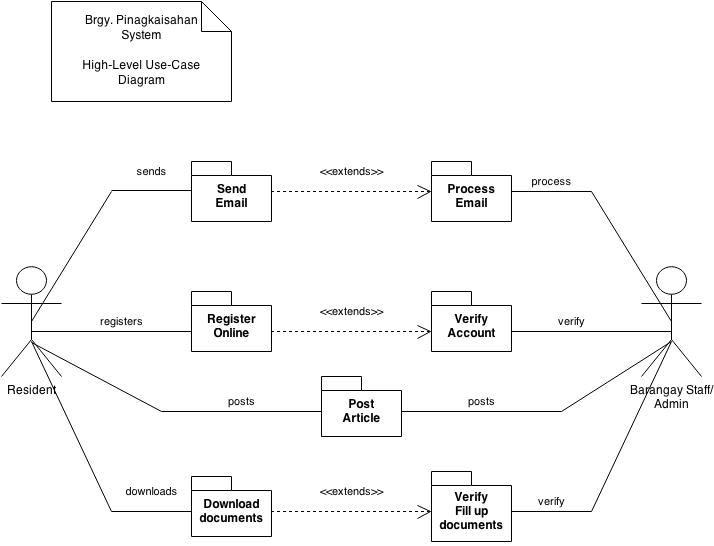 Brgy. Pinagkaisahan
System
High-Level Use-Case
Diagram
sends
Send
Email
<<extends>>
Process
Email
process
registers
Register
Online
<<extends>>
Verify
Account
verify
Resident
posts
Post
Article
posts
Barangay Staff/
Admin
downloads
Download
documents
<<extends>>
Verify
Fill up
documents
verify